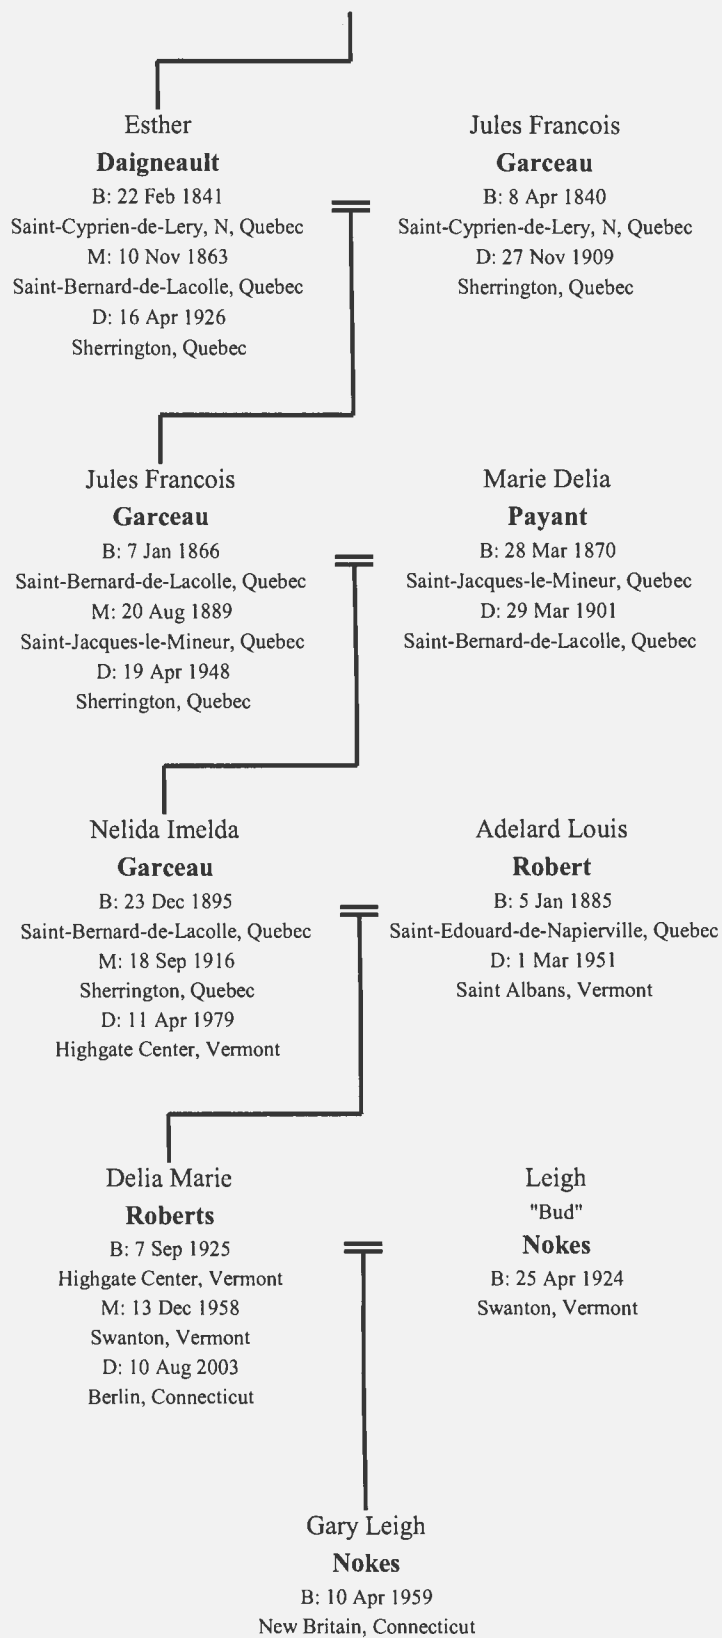 Esther
Daigneault
B: 22 Feb 1841
Saint-Cyprien-de-Lery, N, Quebec
M: 10 Nov 1863
Saint-Bernard-de-Lacolle, Quebec
D: 16 Apr 1926
Sherrington, Quebec
Jules Francois
Garceau
B: 8 Apr 1840
Saint-Cyprien-de-Lery, N, Quebec
D: 27 Nov 1909
Sherrington, Quebec
Jules Francois
Garceau
B: 7 Jan 1866
Saint-Bernard-de-Lacolle, Quebec
M: 20 Aug 1889
Saint-Jacques-le-Mineur, Quebec
D: 19 Apr 1948
Sherrington, Quebec
Marie Delia
Payant
B: 28 Mar 1870
Saint-Jacques-le-Mineur, Quebec
D: 29 Mar 1901
Saint-Bernard-de-Lacolle, Quebec
Nelida Imelda
Garceau
B: 23 Dec 1895
Saint-Bernard-de-Lacolle, Quebec
M: 18 Sep 1916
Sherrington, Quebec
D: 11 Apr 1979
Highgate Center, Vermont
Adelard Louis
Robert
B: 5 Jan 1885
Saint-Edouard-de-Napierville, Quebec
D: 1 Mar 1951
Saint Albans, Vermont
Delia Marie
Roberts
B: 7 Sep 1925
Highgate Center, Vermont
M: 13 Dec 1958
Swanton, Vermont
D: 10 Aug 2003
Berlin, Connecticut
Leigh
"Bud"
Nokes
B: 25 Apr 1924
Swanton, Vermont
Gary Leigh
Nokes
B: 10 Apr 1959
New Britain, Connecticut